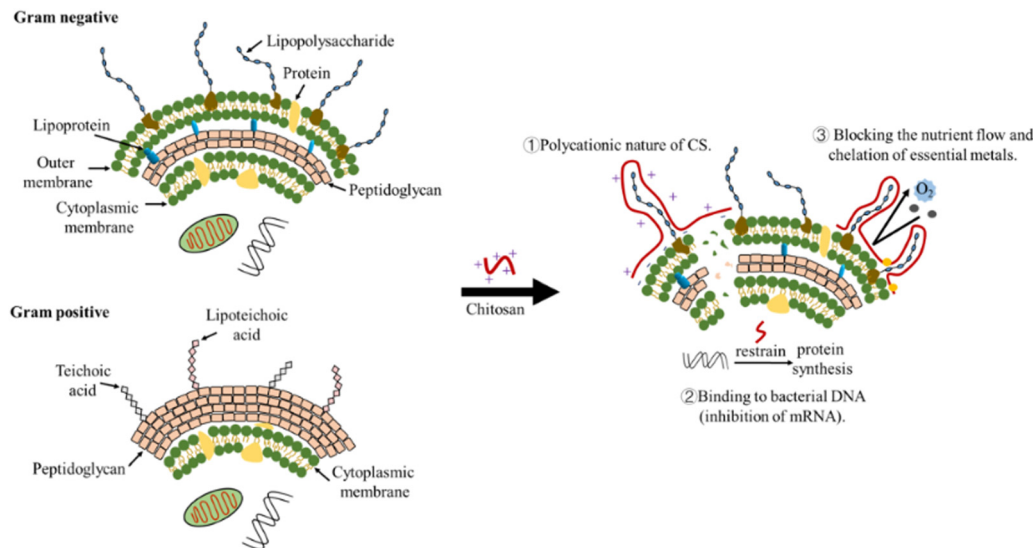 Gram negative
Lipopolysaccharide
Protein
Lipoprotein
Outer
membrane
Cytoplasmic
membrane
Peptidoglycan
Gram positive
Lipoteichoic
acid
Teichoic
acid
Peptidoglycan
Cytoplasmic
membrane
+ +
+ +
+
Chitosan
①Polycationic nature of CS.
+ +
+ +
+ +
+
- - -
- -
③ Blocking the nutrient flow and
chelation of essential metals.
O2
restrain
protein
synthesis
②Binding to bacterial DNA
(inhibition of mRNA).